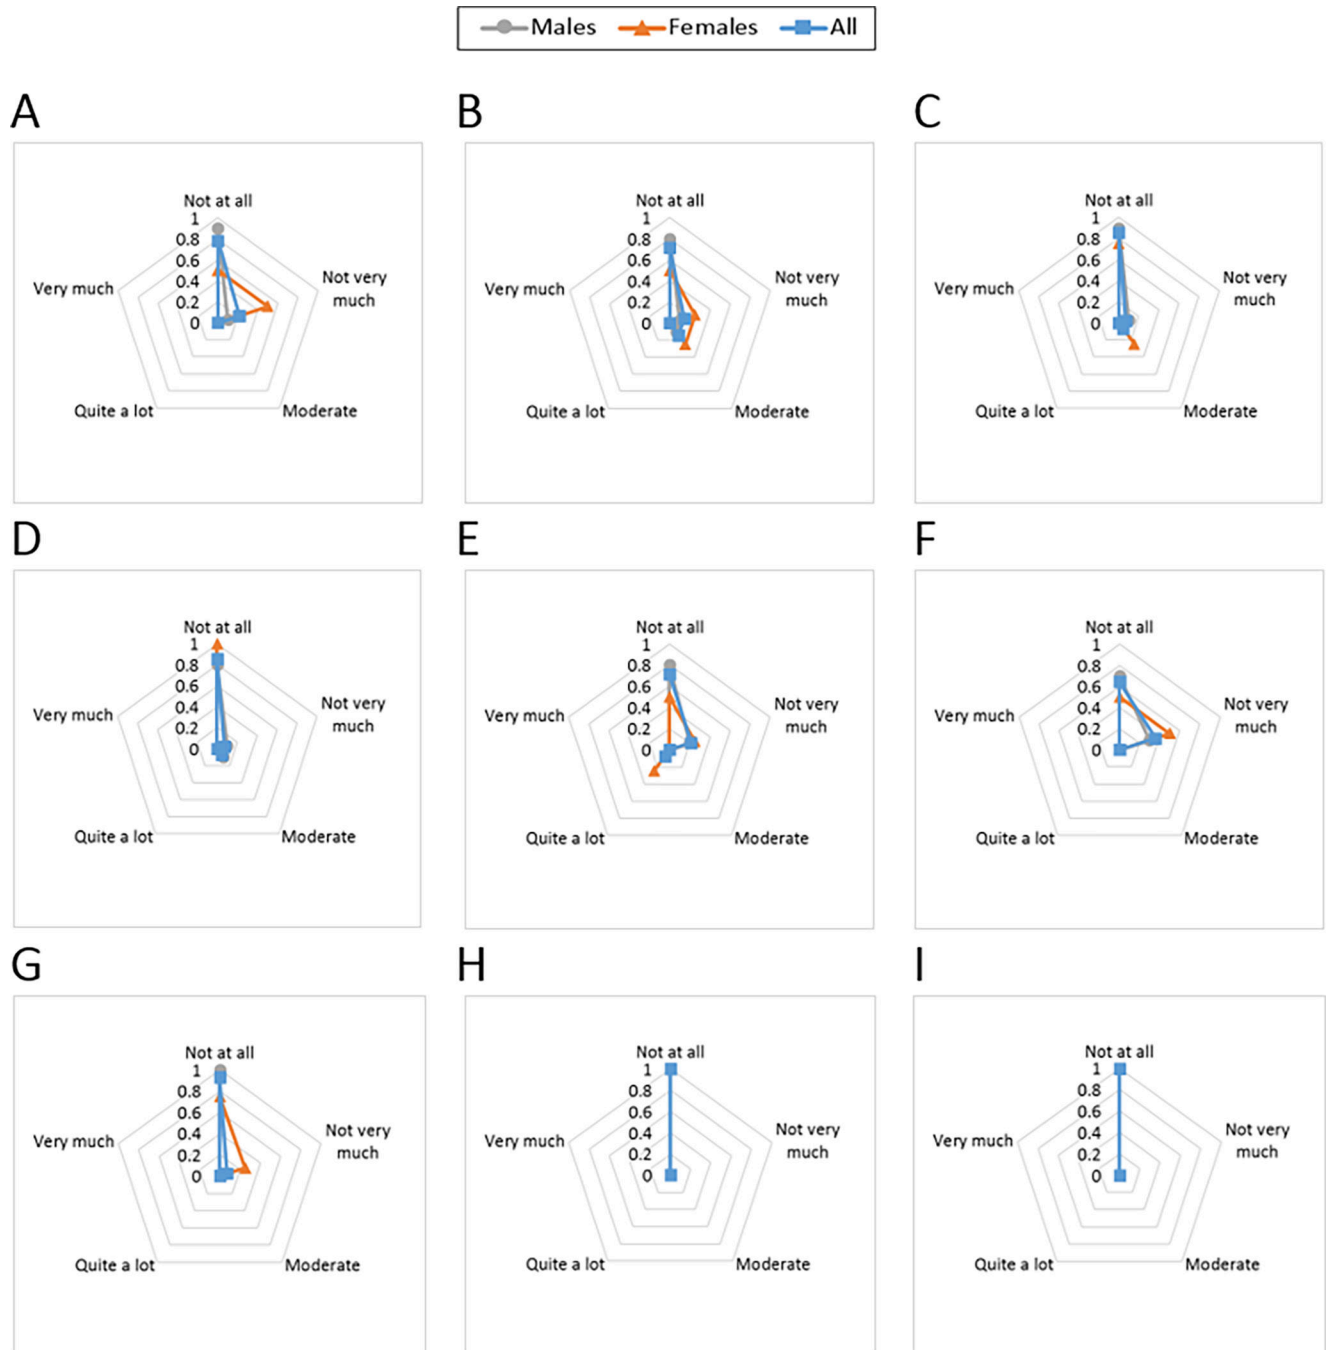 Males Females All
A B C
Not at all Not at all Not at all
1 1 1
0.8 0.8 0.8
0.6 0.6 0.6
0.4 0.4 0.4
0.2 0.2 0.2
0 0 0
Very much Not very much Very much Not very much Very much Not very much
Quite a lot Moderate Quite a lot Moderate Quite a lot Moderate
D E F
Not at all Not at all Not at all
1 1 1
0.8 0.8 0.8
0.6 0.6 0.6
0.4 0.4 0.4
0.2 0.2 0.2
0 0 0
Very much Not very much Very much Not very much Very much Not very much
Quite a lot Moderate Quite a lot Moderate Quite a lot Moderate
G H I
Not at all Not at all Not at all
1 1 1
0.8 0.8 0.8
0.6 0.6 0.6
0.4 0.4 0.4
0.2 0.2 0.2
0 0 0
Very much Not very much Very much Not very much Very much Not very much
Quite a lot Moderate Quite a lot Moderate Quite a lot Moderate